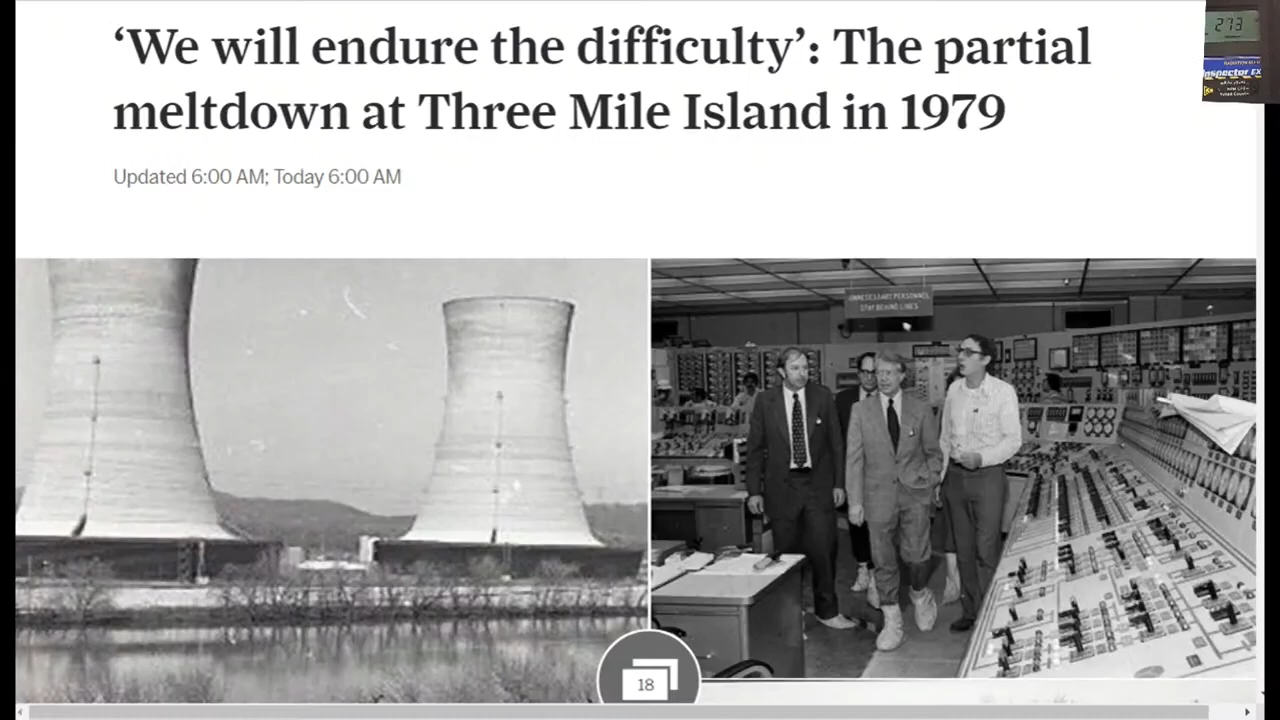 ‘We will endure the difficulty’: The partial
meltdown at Three Mile Island in 1979
Updated 6:00 AM; Today 6:00 AM
273
Inspector EX
UNNECESSARY PERSONNEL
STAY BEHIND LINES
18